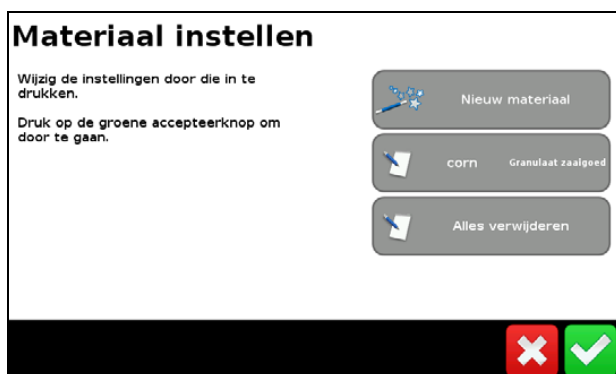 Materiaal instellen
Wijzig de instellingen door die in te
drukken.
Druk op de groene accepteerknop om
door te gaan.
Nieuw materiaal
corn Granulaat zaalgoed
Alles verwijderen